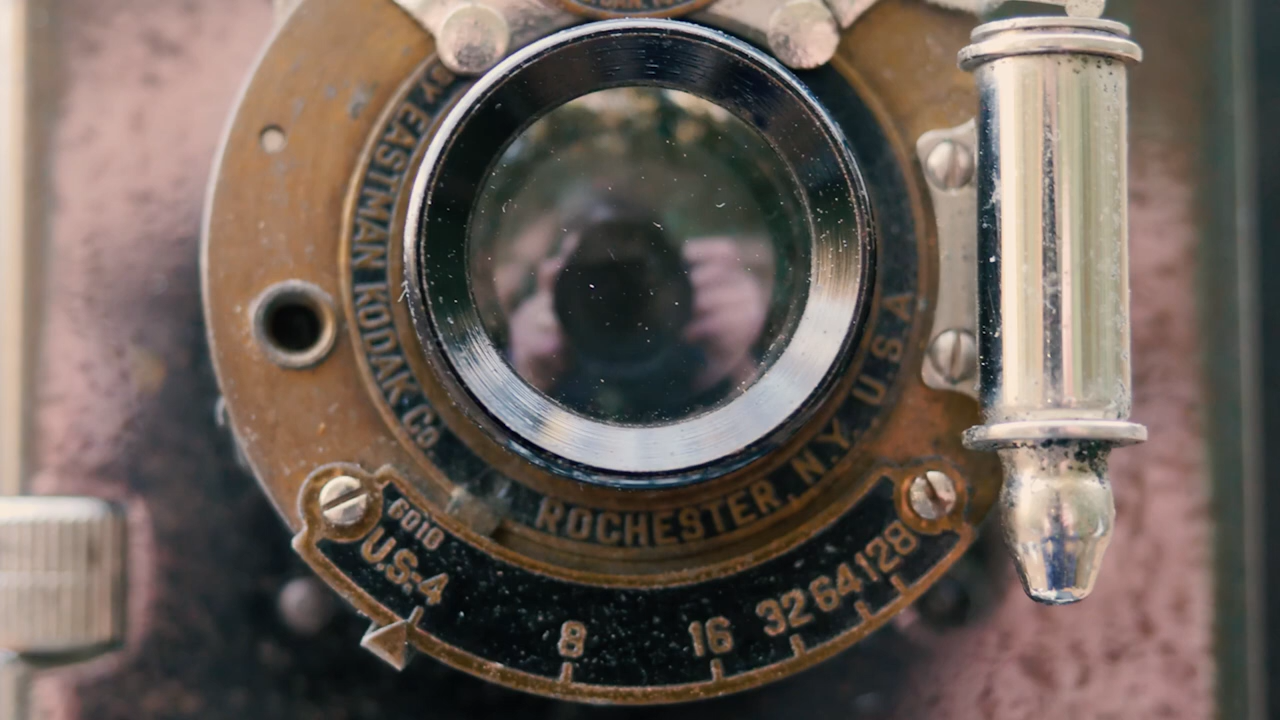 BY EASTMAN KODAK Co.
ROCHESTER, N.Y., U.S.A
6010
U.S.-4
8
16
32
64
128